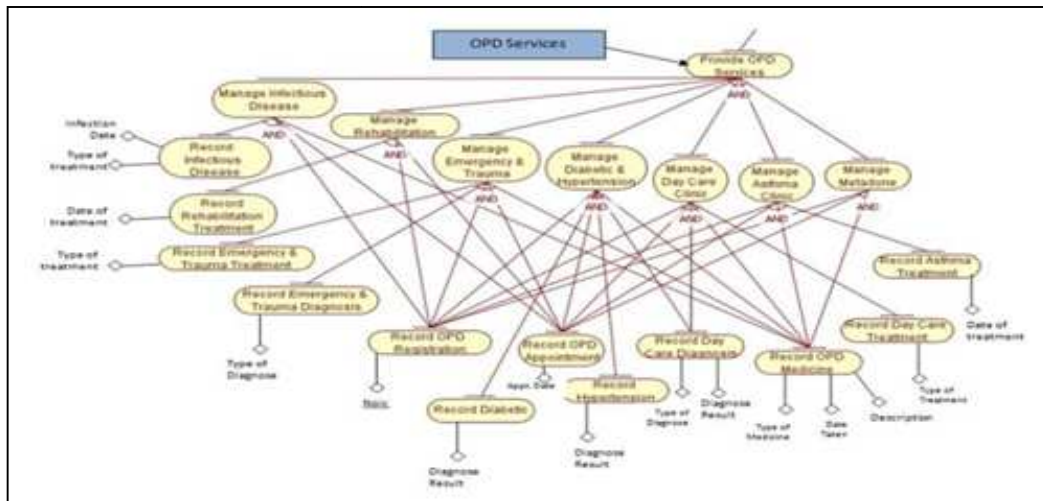 OPD Services
Provide OPD
Services
AND
Manage Infectious
Disease
AND
Manage
Rehabilitation
AND
Manage
Emergency &
Trauma
AND
Manage
Diabetic &
Hypertension
AND
Manage
Day Care
Clinic
AND
Manage
Asthma
Clinic
AND
Manage
Metadone
AND
Infection
Date
Type of
treatment
Record
Infectious
Disease
Date of
treatment
Record
Rehabilitation
Treatment
Type of
treatment
Record Emergency &
Trauma Treatment
Record Emergency &
Trauma Diagnosis
Type of
Diagnose
Record OPD
Registration
Record OPD
Appointment
Appt. Date
Record Diabetic
Diagnose
Result
Record
Hypertension
Diagnose
Result
Record Day
Care Diagnosis
Type of
Diagnose
Diagnose
Result
Record OPD
Medicine
Type of
Medicine
Date
Taken
Description
Record Day Care
Treatment
Type of
Treatment
Record Asthma
Treatment
Date of
treatment